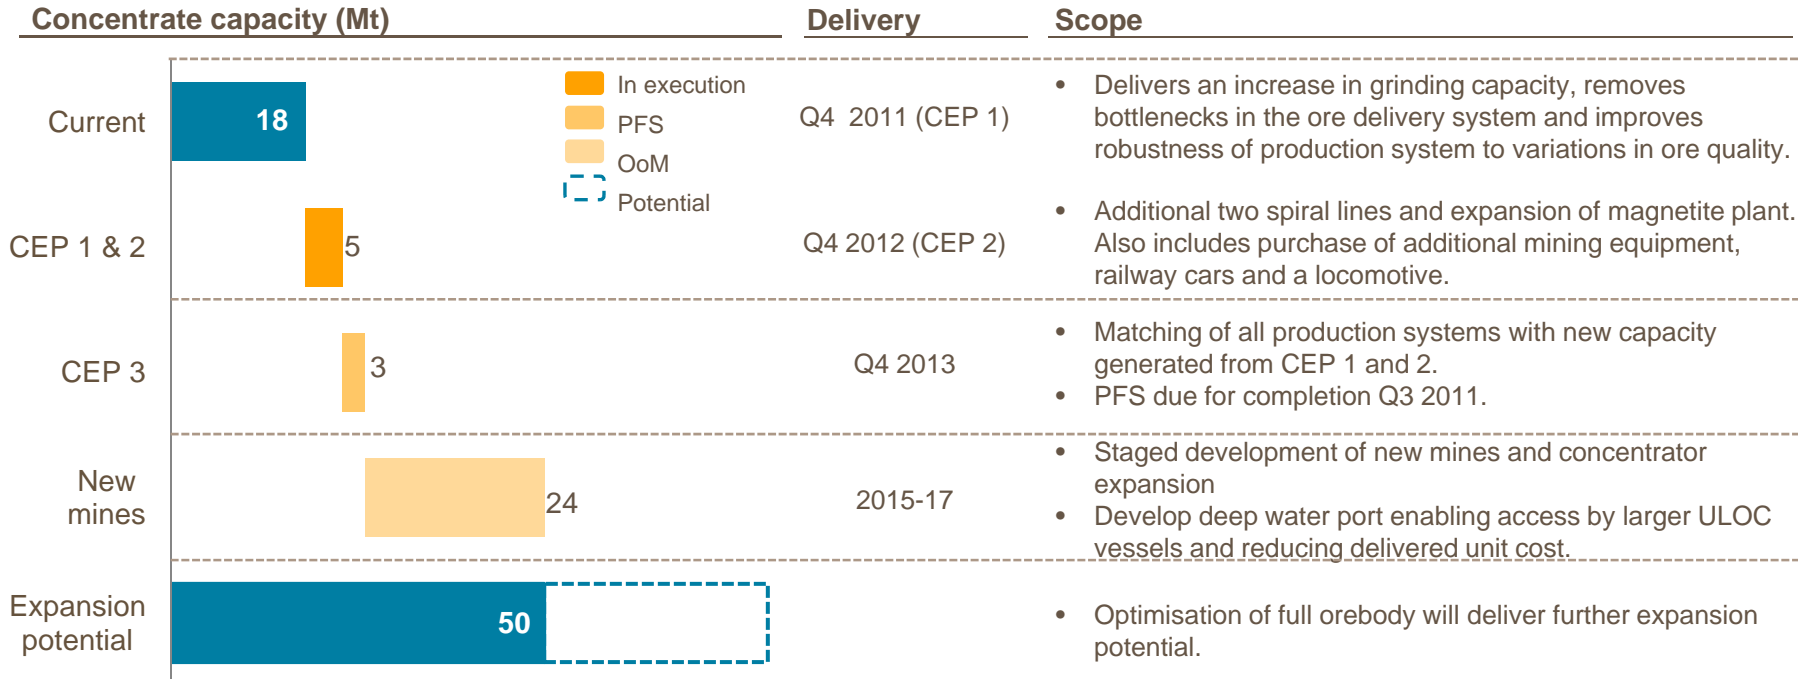 Concentrate capacity (Mt)
Delivery
Scope
In execution
PFS
OoM
Potential
Current
18
Q4 2011 (CEP 1)
• Delivers an increase in grinding capacity, removes
bottlenecks in the ore delivery system and improves
robustness of production system to variations in ore quality.
CEP 1 & 2
5
Q4 2012 (CEP 2)
• Additional two spiral lines and expansion of magnetite plant.
Also includes purchase of additional mining equipment,
railway cars and a locomotive.
CEP 3
3
Q4 2013
• Matching of all production systems with new capacity
generated from CEP 1 and 2.
• PFS due for completion Q3 2011.
New
mines
24
2015-17
• Staged development of new mines and concentrator
expansion
• Develop deep water port enabling access by larger ULOC
vessels and reducing delivered unit cost.
Expansion
potential
50
• Optimisation of full orebody will deliver further expansion
potential.